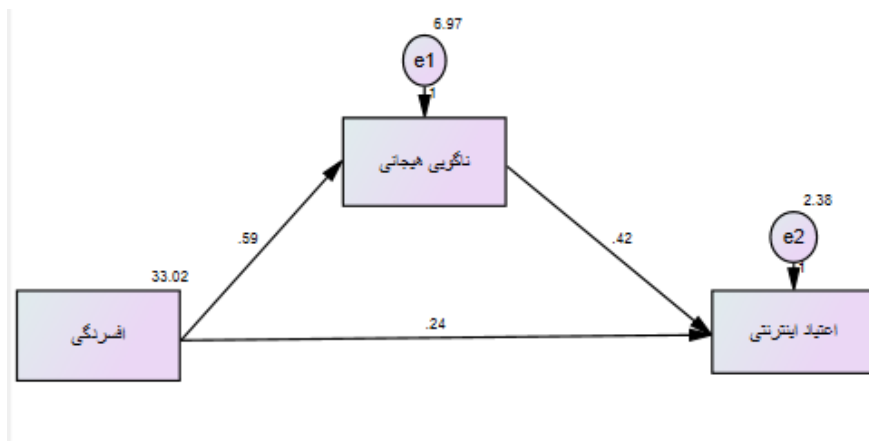 6.97
e1
1
ناگویی هیجانی
.59
.42
2.38
e2
1
33.02
افسردگی
.24
اعتیاد اینترنتی